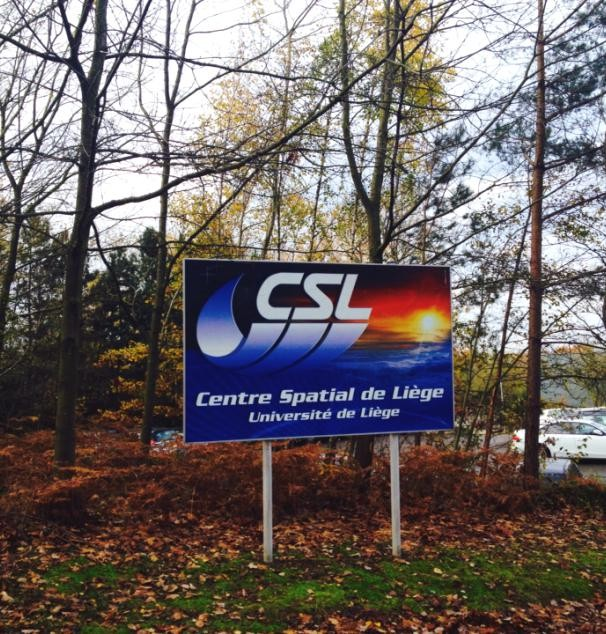 CSL
Centre Spatial de Liège
Université de Liège